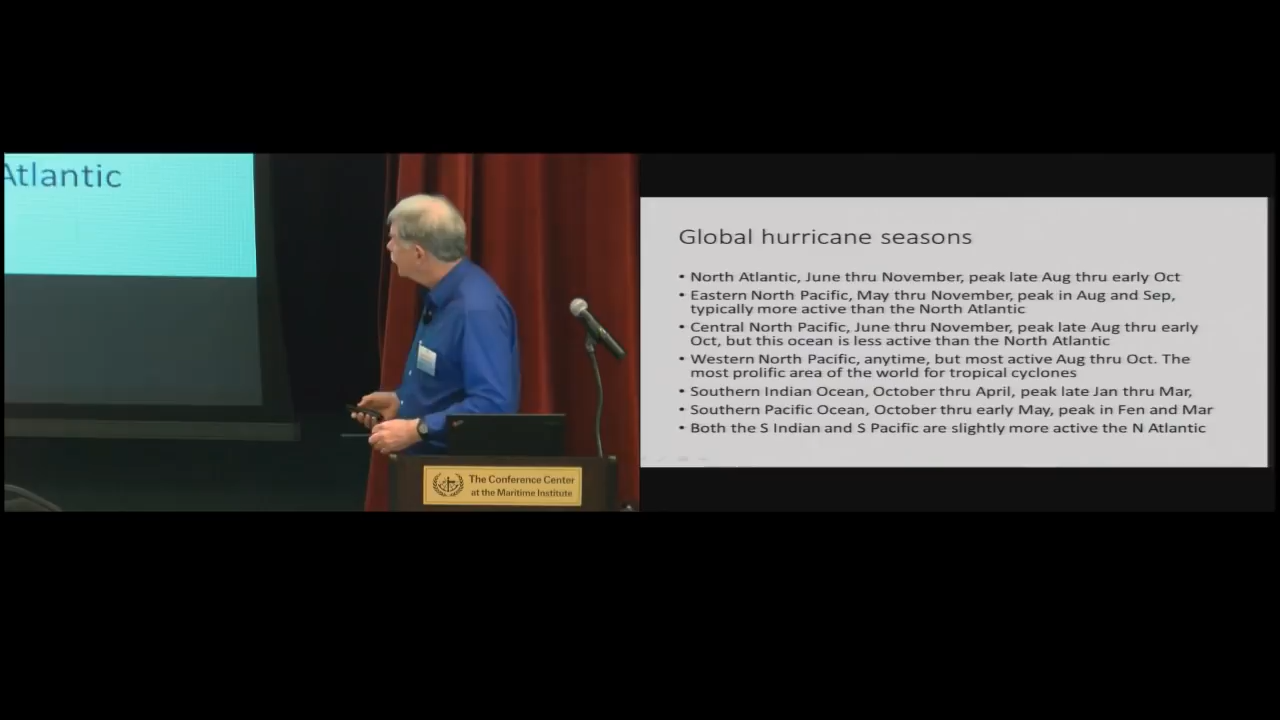 Atlantic
The Conference Center
at the Maritime Institute
Global hurricane seasons
• North Atlantic, June thru November, peak late Aug thru early Oct
• Eastern North Pacific, May thru November, peak in Aug and Sep,
typically more active than the North Atlantic
• Central North Pacific, June thru November, peak late Aug thru early
Oct, but this ocean is less active than the North Atlantic
• Western North Pacific, anytime, but most active Aug thru Oct. The
most prolific area of the world for tropical cyclones
• Southern Indian Ocean, October thru April, peak late Jan thru Mar,
• Southern Pacific Ocean, October thru early May, peak in Fen and Mar
• Both the S Indian and S Pacific are slightly more active the N Atlantic